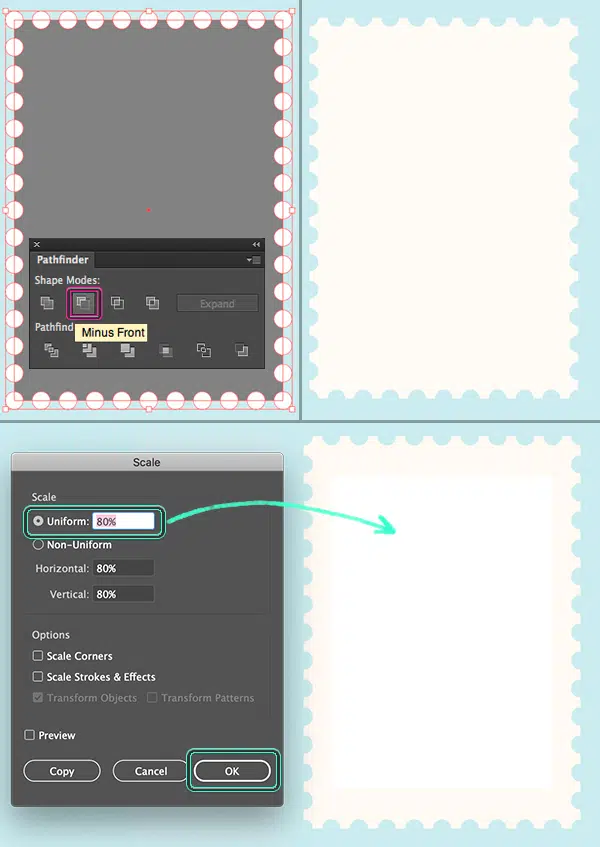 Pathfinder
Shape Modes:
Expand
Pathfind
Minus Front
Scale
Scale
Uniform: 80%
Non-Uniform
Horizontal: 80%
Vertical: 80%
Options
Scale Corners
Scale Strokes & Effects
Transform Objects Transform Patterns
Preview
Copy Cancel OK